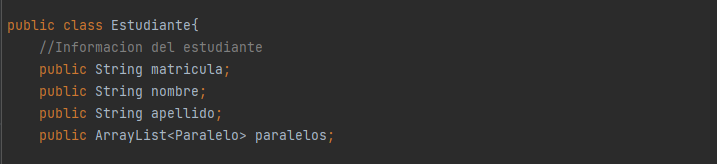 public class Estudiante{
//Informacion del estudiante
public String matricula;
public String nombre;
public String apellido;
public ArrayList<Paralelo> paralelos;